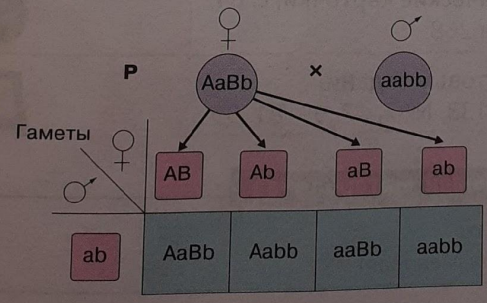 ♀ ♂
P AaBb × aabb
Гаметы ♀
AB Ab aB ab
♂
ab AaBb Aabb aaBb aabb